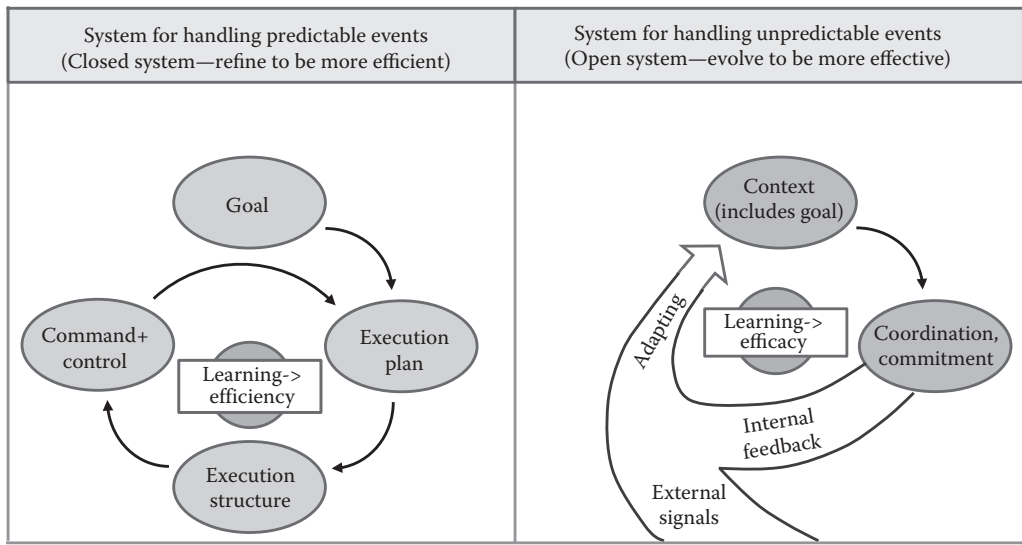 System for handling predictable events
(Closed system—refine to be more efficient)
System for handling unpredictable events
(Open system—evolve to be more effective)
Goal
Command+
control
Execution
plan
Learning->
efficiency
Execution
structure
Context
(includes goal)
Adapting
Learning->
efficacy
Coordination,
commitment
Internal
feedback
External
signals